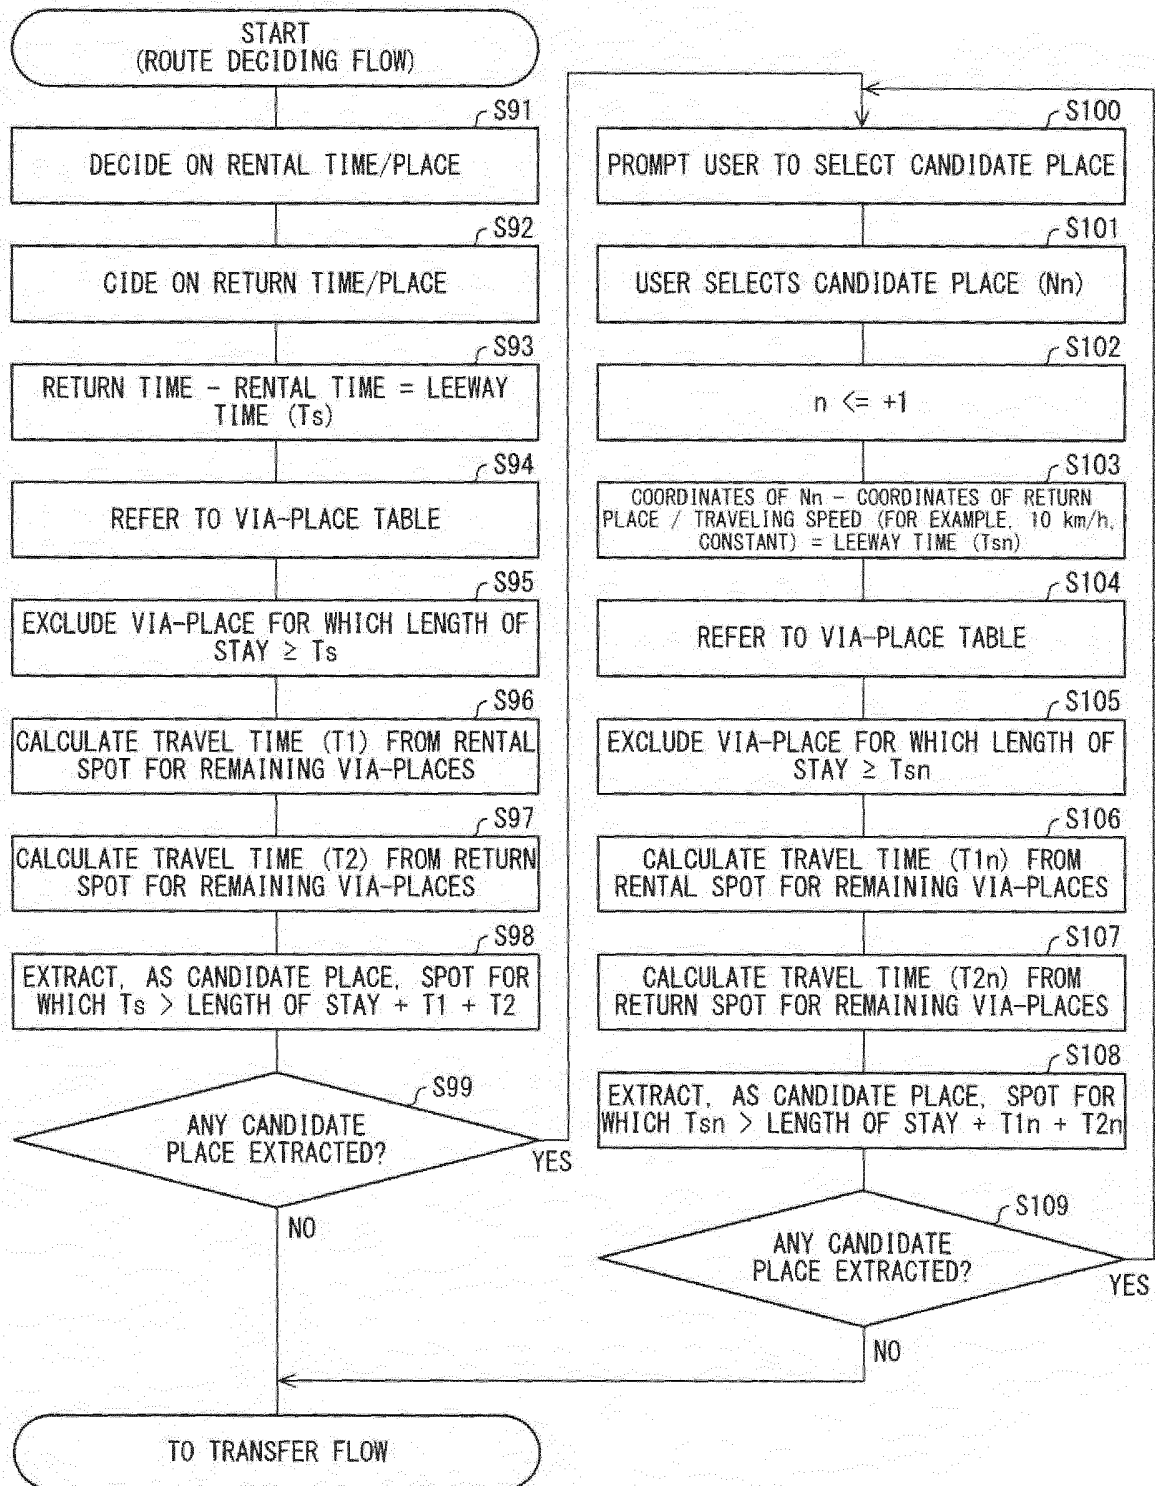 START
(ROUTE DECIDING FLOW)
S91
DECIDE ON RENTAL TIME/PLACE
S92
CIDE ON RETURN TIME/PLACE
S93
RETURN TIME - RENTAL TIME = LEEWAY
TIME (Ts)
S94
REFER TO VIA-PLACE TABLE
S95
EXCLUDE VIA-PLACE FOR WHICH LENGTH OF
STAY ≥ Ts
S96
CALCULATE TRAVEL TIME (T1) FROM RENTAL
SPOT FOR REMAINING VIA-PLACES
S97
CALCULATE TRAVEL TIME (T2) FROM RETURN
SPOT FOR REMAINING VIA-PLACES
S98
EXTRACT, AS CANDIDATE PLACE, SPOT FOR
WHICH Ts > LENGTH OF STAY + T1 + T2
S99
ANY CANDIDATE
PLACE EXTRACTED?
YES
NO
S100
PROMPT USER TO SELECT CANDIDATE PLACE
S101
USER SELECTS CANDIDATE PLACE (Nn)
S102
n <= +1
S103
COORDINATES OF Nn - COORDINATES OF RETURN
PLACE / TRAVELING SPEED (FOR EXAMPLE, 10 km/h,
CONSTANT) = LEEWAY TIME (Tsn)
S104
REFER TO VIA-PLACE TABLE
S105
EXCLUDE VIA-PLACE FOR WHICH LENGTH OF
STAY ≥ Tsn
S106
CALCULATE TRAVEL TIME (T1n) FROM
RENTAL SPOT FOR REMAINING VIA-PLACES
S107
CALCULATE TRAVEL TIME (T2n) FROM
RETURN SPOT FOR REMAINING VIA-PLACES
S108
EXTRACT, AS CANDIDATE PLACE, SPOT FOR
WHICH Tsn > LENGTH OF STAY + T1n + T2n
S109
ANY CANDIDATE
PLACE EXTRACTED?
YES
NO
TO TRANSFER FLOW